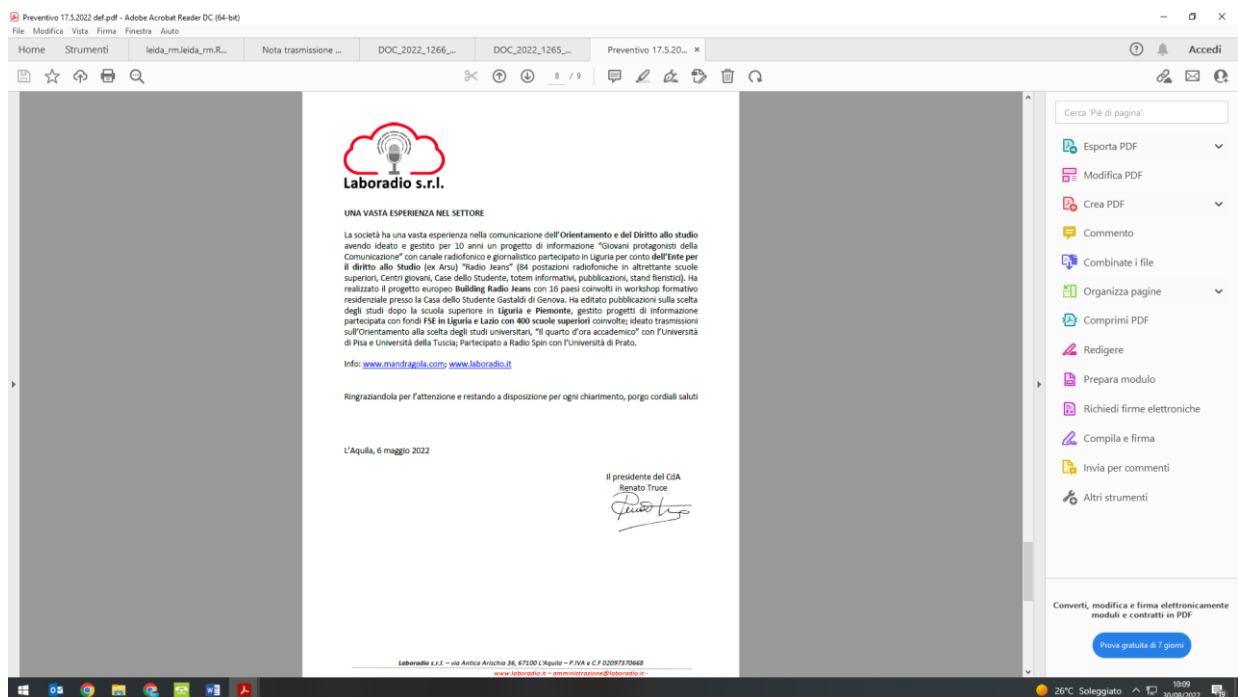 Preventivo 17.5.2022 def.pdf - Adobe Acrobat Reader DC (64-bit)
File Modifica Vista Firma Finestra Aiuto
Home Strumenti leida_rm.leida_rm.R... Nota trasmissione ... DOC_2022_1266_... DOC_2022_1265_... Preventivo 17.5.20... × Accedi
8 / 9
Laboradio s.r.l.
UNA VASTA ESPERIENZA NEL SETTORE
La società ha una vasta esperienza nella comunicazione dell'Orientamento e del Diritto allo studio
avendo ideato e gestito per 10 anni un progetto di informazione "Giovani protagonisti della
Comunicazione" con canale radiofonico e giornalistico partecipato in Liguria per conto dell'Ente per
il diritto allo Studio (ex Arsu) "Radio Jeans" (84 postazioni radiofoniche in altrettante scuole
superiori, Centri giovani, Case dello Studente, totem informativi, pubblicazioni, stand fieristici). Ha
realizzato il progetto europeo Building Radio Jeans con 16 paesi coinvolti in workshop formativo
residenziale presso la Casa dello Studente Gastaldi di Genova. Ha editato pubblicazioni sulla scelta
degli studi dopo la scuola superiore in Liguria e Piemonte, gestito progetti di informazione
partecipata con fondi FSE in Liguria e Lazio con 400 scuole superiori coinvolte; ideato trasmissioni
sull'Orientamento alla scelta degli studi universitari, "Il quarto d'ora accademico" con l'Università
di Pisa e Università della Tuscia; Partecipato a Radio Spin con l'Università di Prato.
Info: www.mandragola.com; www.laboradio.it
Ringraziandola per l'attenzione e restando a disposizione per ogni chiarimento, porgo cordiali saluti
L'Aquila, 6 maggio 2022
Il presidente del CdA
Renato Truce
Laboradio s.r.l. – via Antica Arischia 36, 67100 L'Aquila – P.IVA e C.F 02097370668
www.laboradio.it – amministrazione@laboradio.it -
Cerca 'Piè di pagina'
Esporta PDF
Modifica PDF
Crea PDF
Commento
Combinate i file
Organizza pagine
Comprimi PDF
Redigere
Prepara modulo
Richiedi firme elettroniche
Compila e firma
Invia per commenti
Altri strumenti
Converti, modifica e firma elettronicamente
moduli e contratti in PDF
Prova gratuita di 7 giorni
26°C Soleggiato
10:09
30/08/2022